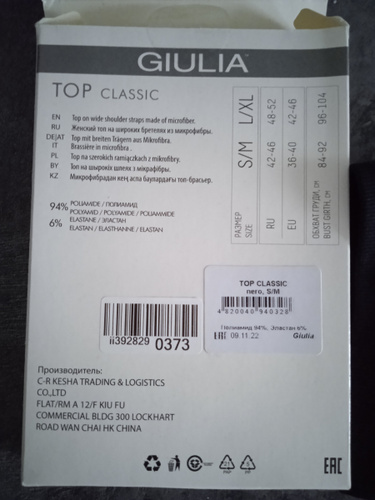 GIULIA
TOP CLASSIC
EN Top on wide shoulder straps made of microfiber.
RU Женский топ на широких бретелях из микрофибры.
DE|AT Top mit breiten Trägern aus Mikrofibra.
IT Brassière in microfibra .
PL Top na szerokich ramiączkach z mikrofibry.
BY Топ на шырокіх шлеях з мікрафібры.
KZ Микрофибрадан кең аспа баулардағы топ-брасьер.
94% POLIAMIDE / ПОЛИАМИД
POLYAMID / POLYAMIDE / POLIAMMIDE
6% ELASTANE / ЭЛАСТАН
ELASTAN / ELASTHANNE / ELASTAN
РАЗМЕР SIZE S/M L/XL
RU 42-46 48-52
EU 36-40 42-46
ОБХВАТ ГРУДИ, СМ
BUST GIRTH, CM 84-92 96-104
TOP CLASSIC
nero, S/M
4820040940328
Полиамид 94%, Эластан 6%
EAC 09.11.22 Giulia
ii392829 0373
Производитель:
C-R KESHA TRADING & LOGISTICS
CO.,LTD
FLAT/RM A 12/F KIU FU
COMMERCIAL BLDG 300 LOCKHART
ROAD WAN CHAI HK CHINA
EAC